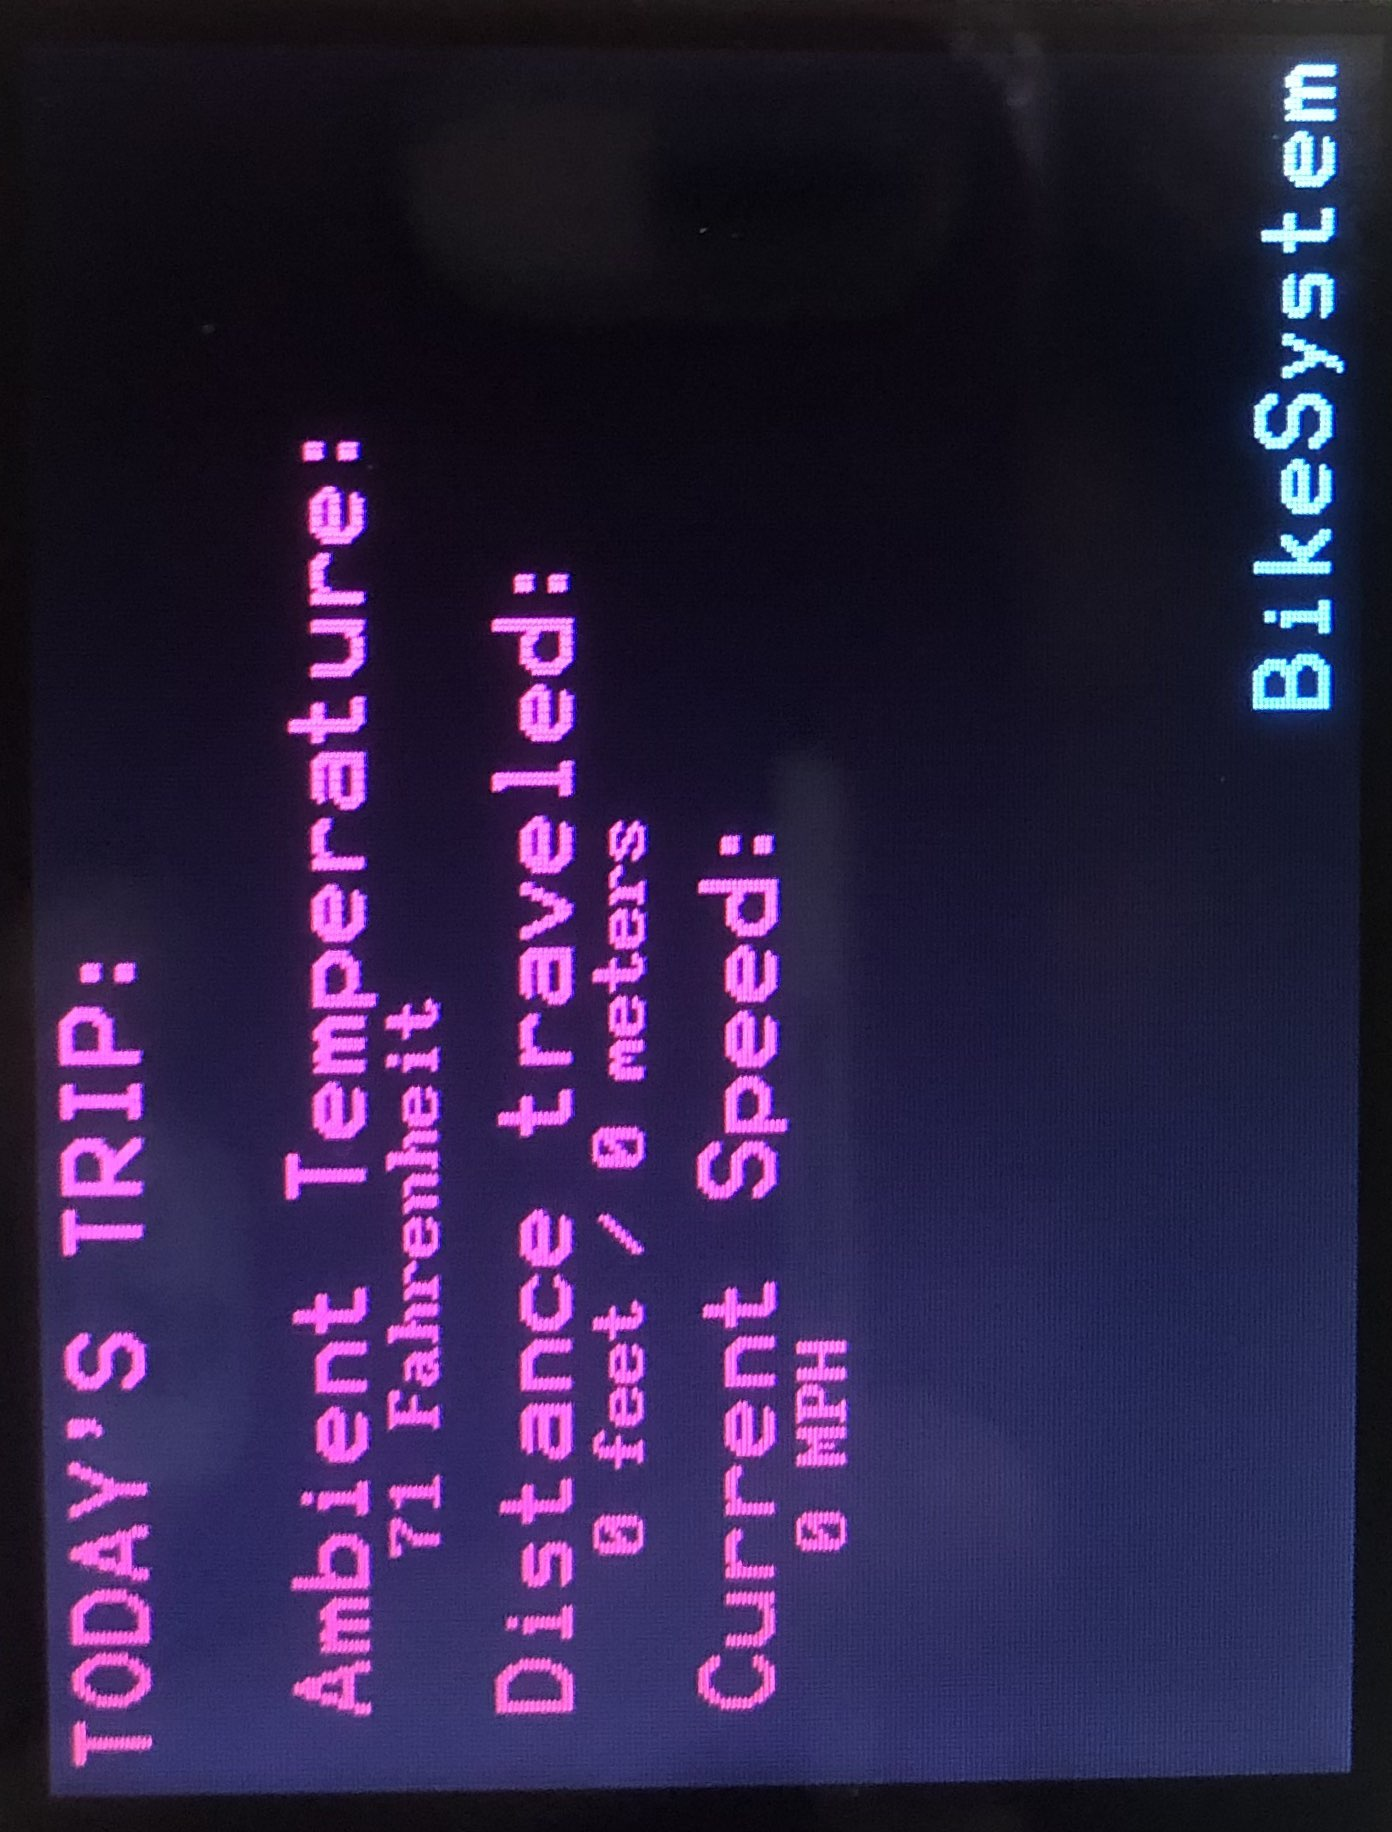 TODAY'S TRIP:
Ambient Temperature:
71 Fahrenheit
Distance traveled:
0 feet / 0 meters
Current Speed:
0 MPH
BikeSystem